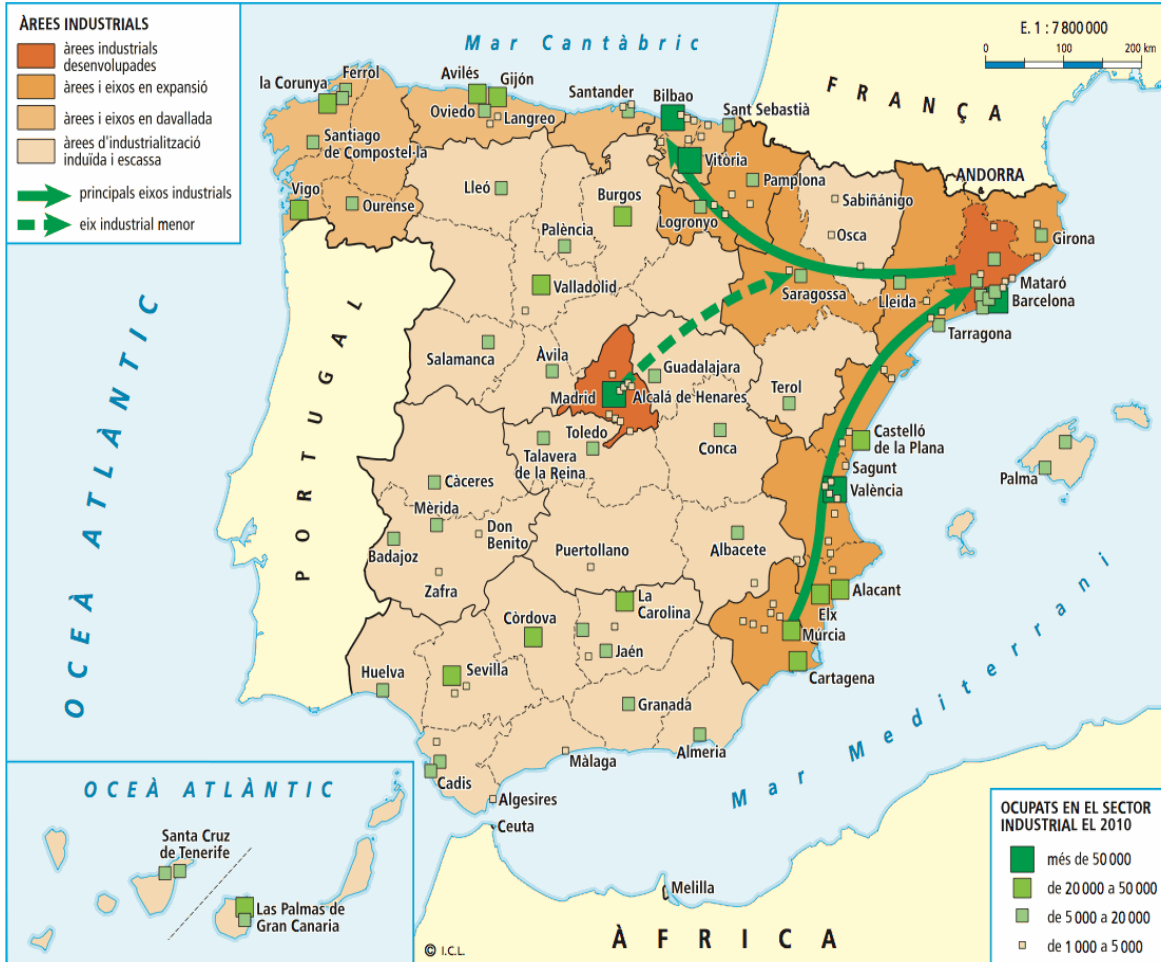 ÀREES INDUSTRIALS
àrees industrials
desenvolupades
àrees i eixos en expansió
àrees i eixos en davallada
àrees d'industrialització
induïda i escassa
principals eixos industrials
eix industrial menor
Mar Cantàbric
E. 1 : 7 800 000
0 100 200 km
FRANÇA
ANDORRA
la Corunya
Ferrol
Avilés
Gijón
Oviedo
Langreo
Santander
Bilbao
Sant Sebastià
Santiago
de Compostel·la
Vitòria
Lleó
Burgos
Pamplona
Vigo
Ourense
Palència
Logronyo
Sabiñánigo
Osca
Girona
Valladolid
Saragossa
Lleida
Mataró
Barcelona
Tarragona
PORTUGAL
OCEÀ ATLÀNTIC
Salamanca
Àvila
Guadalajara
Madrid
Alcalá de Henares
Terol
Toledo
Talavera
de la Reina
Conca
Castelló
de la Plana
Sagunt
València
Palma
Càceres
Mèrida
Don
Benito
Badajoz
Zafra
Puertollano
Albacete
Alacant
Elx
Múrcia
Cartagena
La
Carolina
Còrdova
Jaén
Huelva
Sevilla
Granada
Almeria
Màlaga
Cadis
Algesires
Ceuta
Melilla
Mar Mediterrani
ÀFRICA
© I.C.L.
OCEÀ ATLÀNTIC
Santa Cruz
de Tenerife
Las Palmas de
Gran Canaria
OCUPATS EN EL SECTOR
INDUSTRIAL EL 2010
més de 50 000
de 20 000 a 50 000
de 5 000 a 20 000
de 1 000 a 5 000